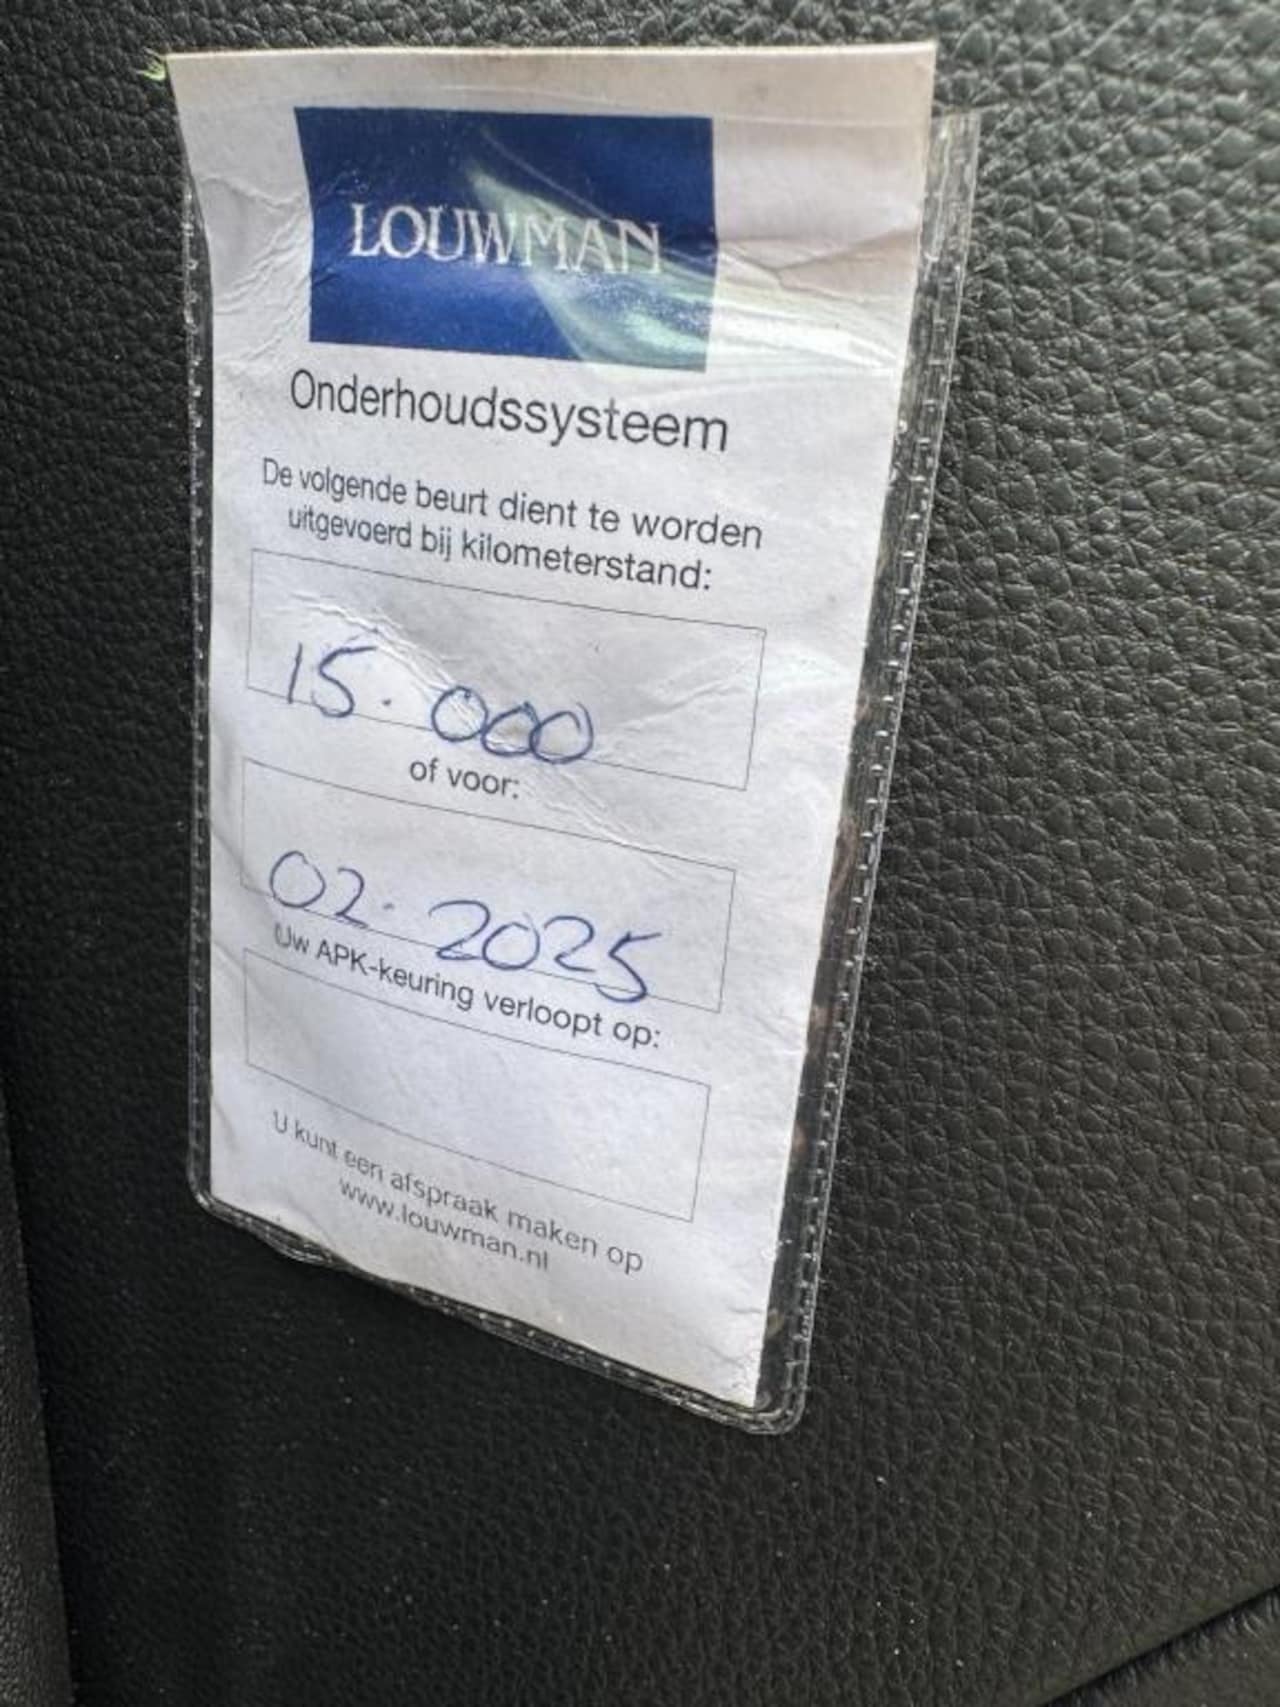 LOUWMAN
Onderhoudssysteem
De volgende beurt dient te worden
uitgevoerd bij kilometerstand:
15.000
of voor:
02.2025
Uw APK-keuring verloopt op:
U kunt een afspraak maken op
www.louwman.nl